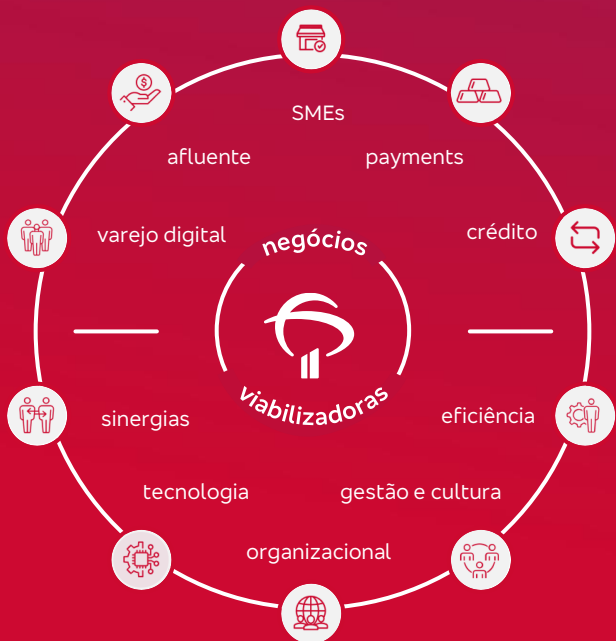 SMEs
afluente
payments
varejo digital
crédito
negócios
viabilizadoras
sinergias
eficiência
tecnologia
gestão e cultura
organizacional